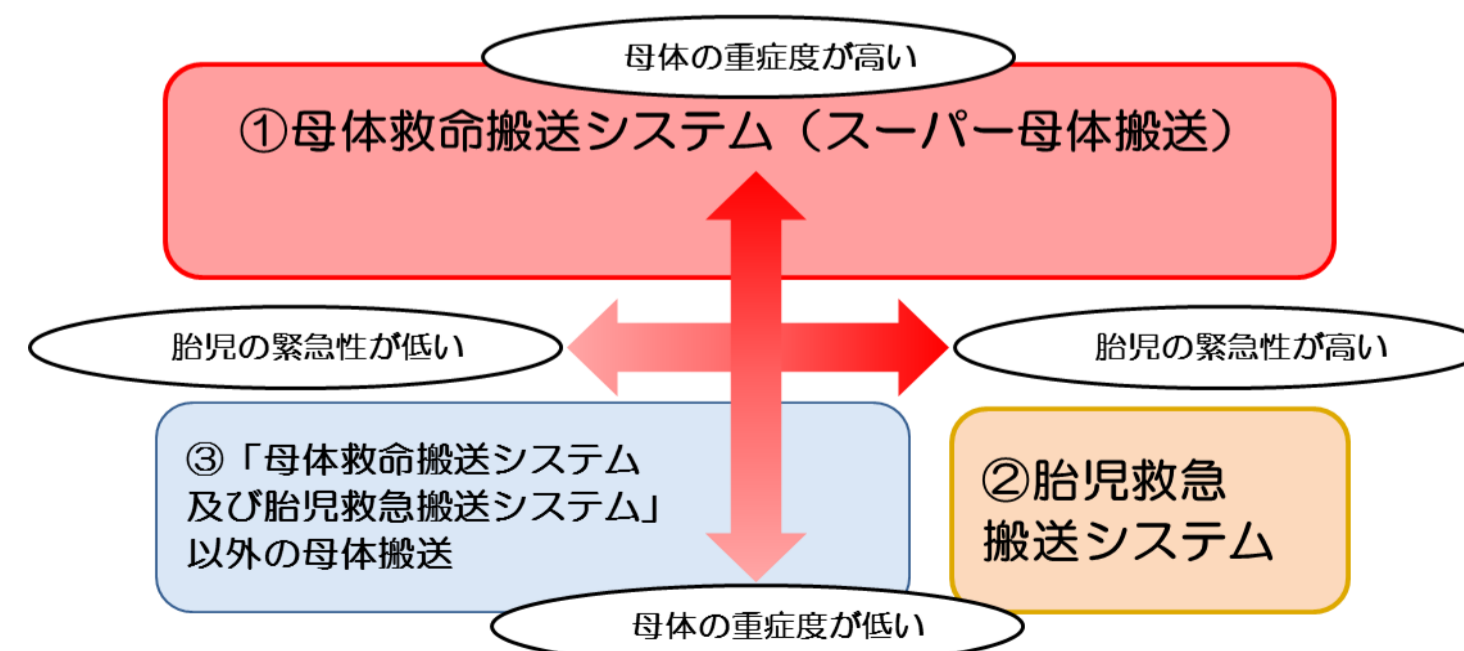 母体の重症度が高い
①母体救命搬送システム（スーパー母体搬送）
胎児の緊急性が低い
胎児の緊急性が高い
③「母体救命搬送システム
及び胎児救急搬送システム」
以外の母体搬送
②胎児救急
搬送システム
母体の重症度が低い